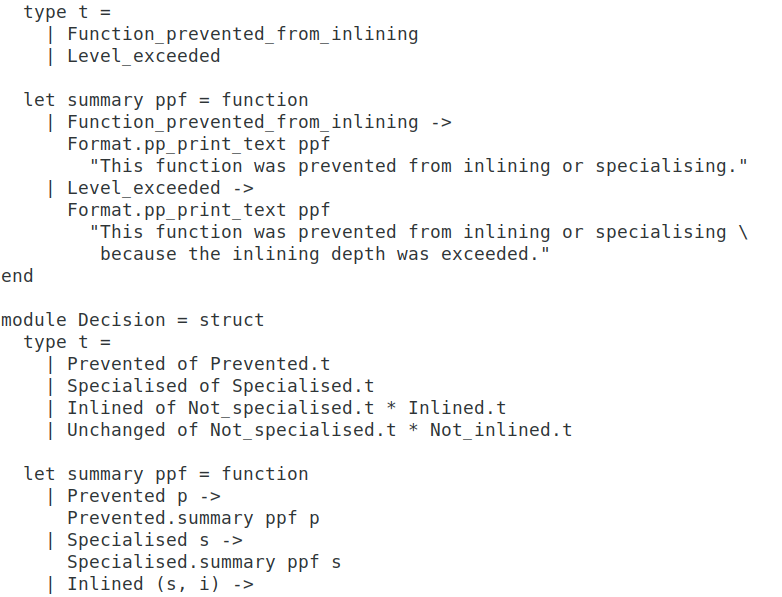 type t =
    | Function_prevented_from_inlining
    | Level_exceeded

  let summary ppf = function
    | Function_prevented_from_inlining ->
      Format.pp_print_text ppf
        "This function was prevented from inlining or specialising."
    | Level_exceeded ->
      Format.pp_print_text ppf
        "This function was prevented from inlining or specialising \
         because the inlining depth was exceeded."
end

module Decision = struct
  type t =
    | Prevented of Prevented.t
    | Specialised of Specialised.t
    | Inlined of Not_specialised.t * Inlined.t
    | Unchanged of Not_specialised.t * Not_inlined.t

  let summary ppf = function
    | Prevented p ->
      Prevented.summary ppf p
    | Specialised s ->
      Specialised.summary ppf s
    | Inlined (s, i) ->